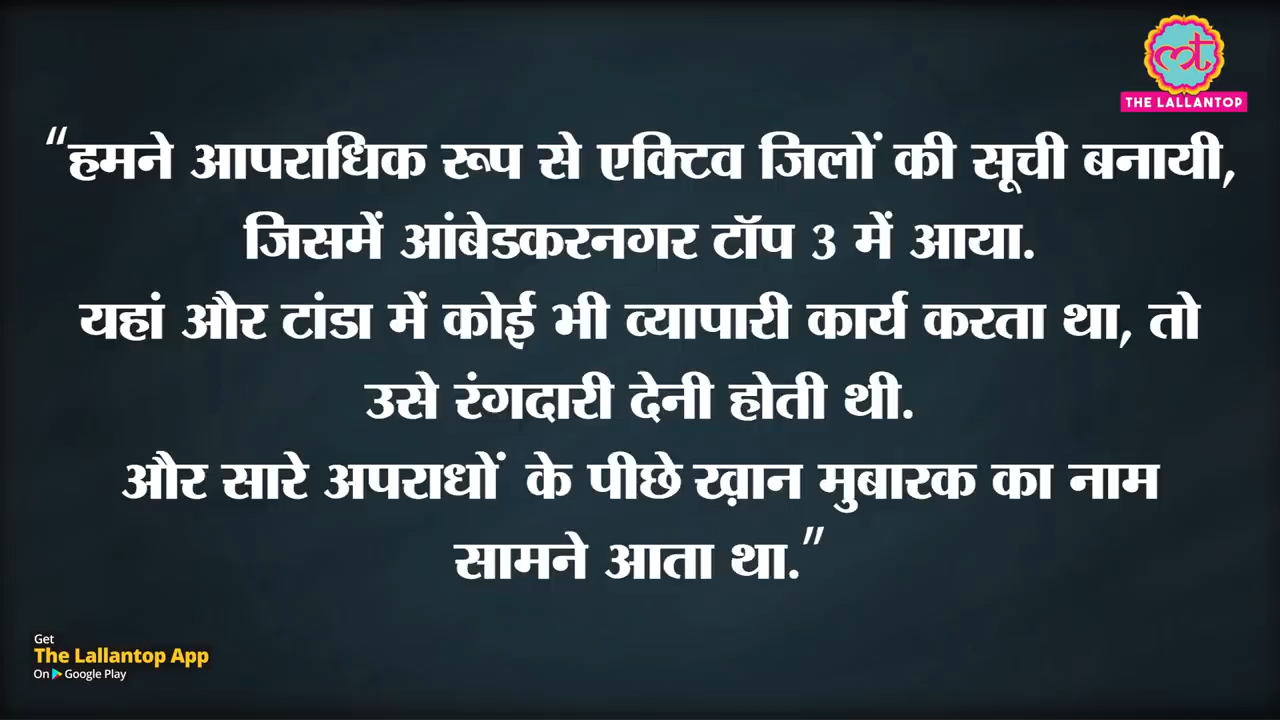 लт
THE LALLANTOP
“हमने आपराधिक रूप से एक्टिव जिलों की सूची बनायी,
जिसमें आंबेडकरनगर टॉप 3 में आया.
यहां और टांडा में कोई भी व्यापारी कार्य करता था, तो
उसे रंगदारी देनी होती थी.
और सारे अपराधों के पीछे ख़ान मुबारक का नाम
सामने आता था.”
Get
The Lallantop App
On Google Play